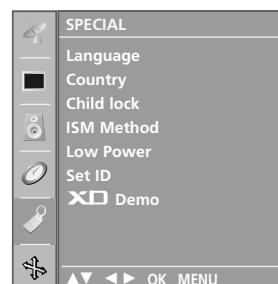 SPECIAL
Language
Country
Child lock
ISM Method
Low Power
Set ID
XD Demo
▲▼ ◄► OK MENU